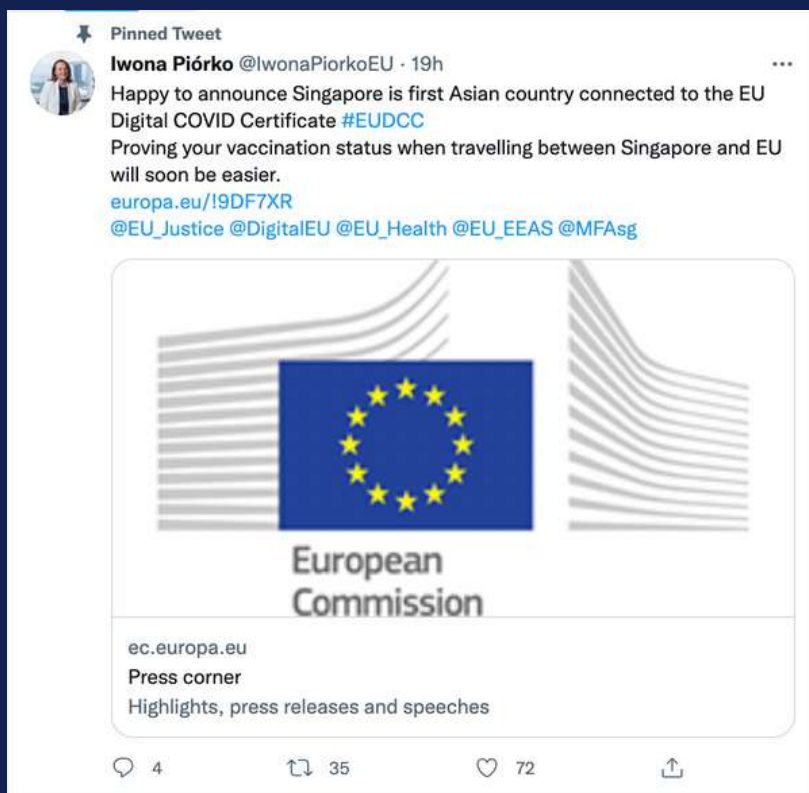 Pinned Tweet
Iwona Piórko @IwonaPiorkoEU · 19h
Happy to announce Singapore is first Asian country connected to the EU
Digital COVID Certificate #EUDCC
Proving your vaccination status when travelling between Singapore and EU
will soon be easier.
europa.eu/!9DF7XR
@EU_Justice @DigitalEU @EU_Health @EU_EEAS @MFAsg
European
Commission
ec.europa.eu
Press corner
Highlights, press releases and speeches
4 35 72